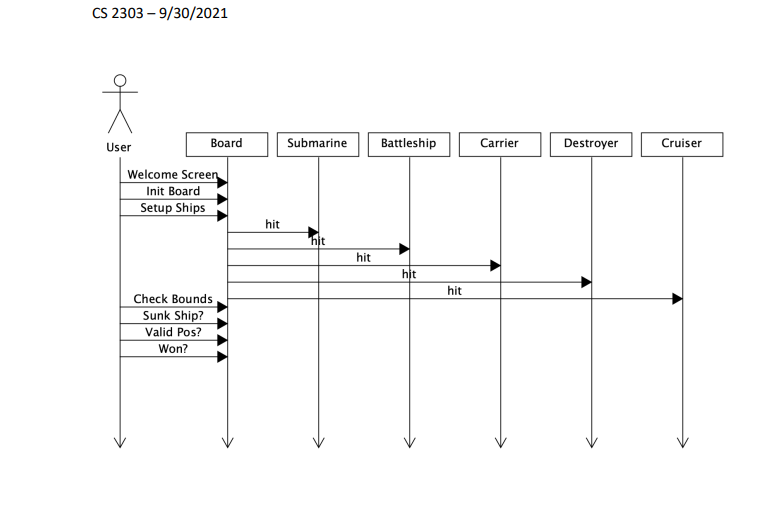 CS 2303 – 9/30/2021
User
Board
Submarine
Battleship
Carrier
Destroyer
Cruiser
Welcome Screen
Init Board
Setup Ships
hit
hit
hit
hit
hit
Check Bounds
Sunk Ship?
Valid Pos?
Won?